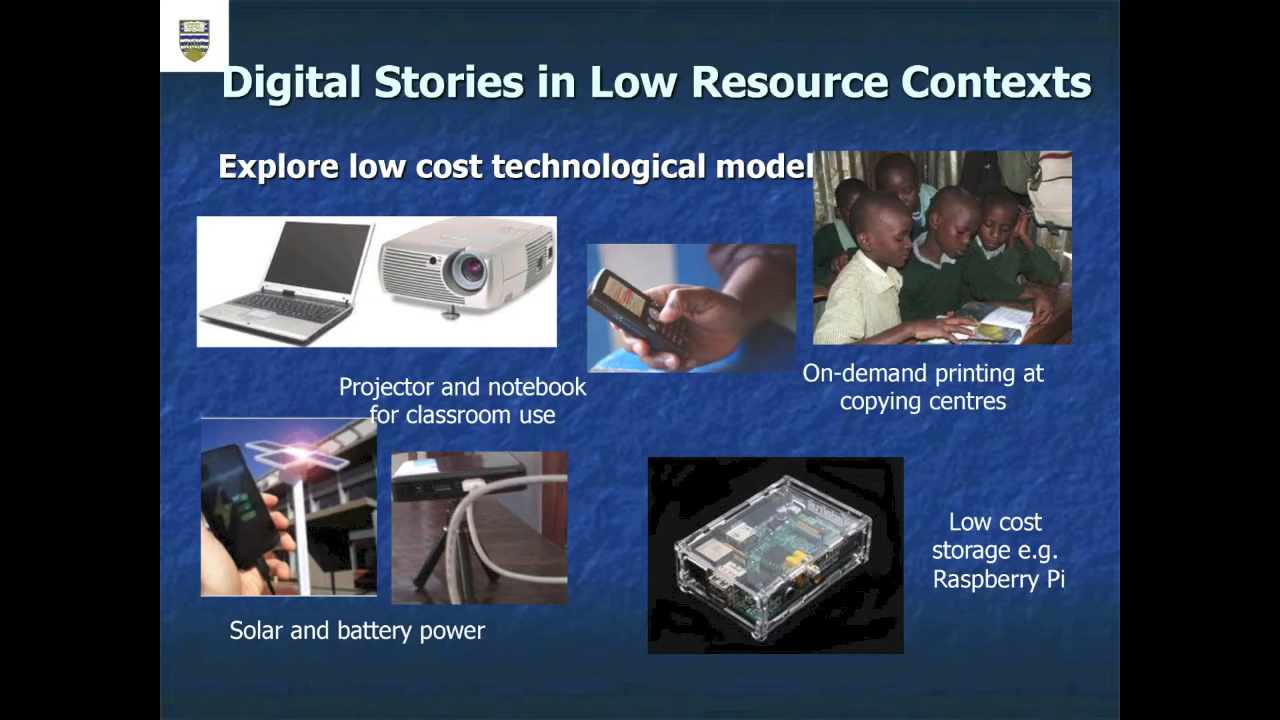 Digital Stories in Low Resource Contexts
Explore low cost technological model
Projector and notebook
for classroom use
On-demand printing at
copying centres
Low cost
storage e.g.
Raspberry Pi
Solar and battery power